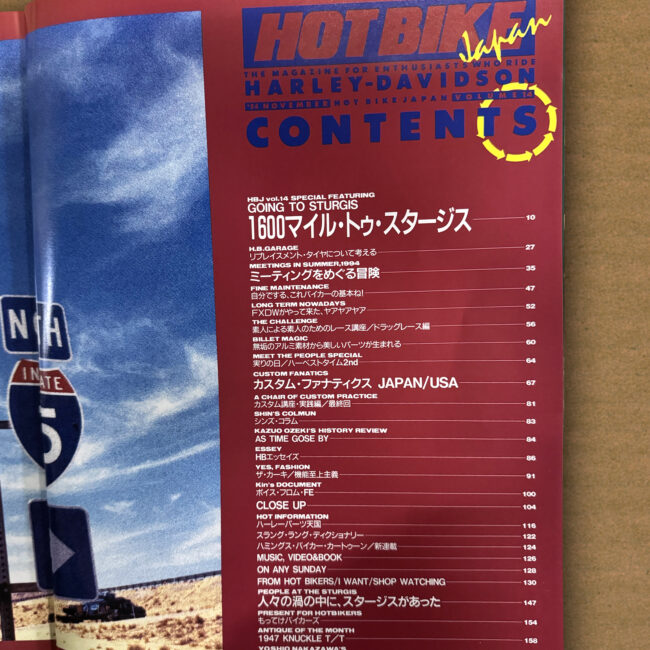 HOT BIKE
Japan
THE MAGAZINE FOR ENTHUSIASTS WHO RIDE
HARLEY-DAVIDSON
'94 NOVEMBER HOT BIKE JAPAN VOLUME 14
CONTENTS
HBJ vol.14 SPECIAL FEATURING
GOING TO STURGIS
1600マイル・トゥ・スタージス 10
H.B.GARAGE
リプレイスメント・タイヤについて考える 27
MEETINGS IN SUMMER,1994
ミーティングをめぐる冒険 35
FINE MAINTENANCE
自分でする、これバイカーの基本ね! 47
LONG TERM NOWADAYS
FXDWがやって来た、ヤァヤァヤァ 52
THE CHALLENGE
素人による素人のためのレース講座/ドラッグレース編 56
BILLET MAGIC
無垢のアルミ素材から美しいパーツが生まれる 60
MEET THE PEOPLE SPECIAL
実りの日/ハーベストタイム2nd 64
CUSTOM FANATICS
カスタム・ファナティクス JAPAN/USA 67
A CHAIR OF CUSTOM PRACTICE
カスタム講座・実践編/最終回 81
SHIN'S COLMUN
シンズ・コラム 83
KAZUO OZEKI'S HISTORY REVIEW
AS TIME GOSE BY 84
ESSEY
HBエッセイズ 86
YES, FASHION
ザ・カーキ/機能至上主義 91
Kin's DOCUMENT
ボイス・フロム・FE 100
CLOSE UP 104
HOT INFORMATION
ハーレーパーツ天国 116
スラング・ラング・ディクショナリー 122
ハミングス・バイカー・カートゥーン/新連載 124
MUSIC, VIDEO&BOOK 126
ON ANY SUNDAY 128
FROM HOT BIKERS/I WANT/SHOP WATCHING 130
PEOPLE AT THE STURGIS
人々の渦の中に、スタージスがあった 147
PRESENT FOR HOTBIKERS
もってけバイカーズ 154
ANTIQUE OF THE MONTH
1947 KNUCKLE T/T 158
YOSHIO NAKAZAWA'S
5